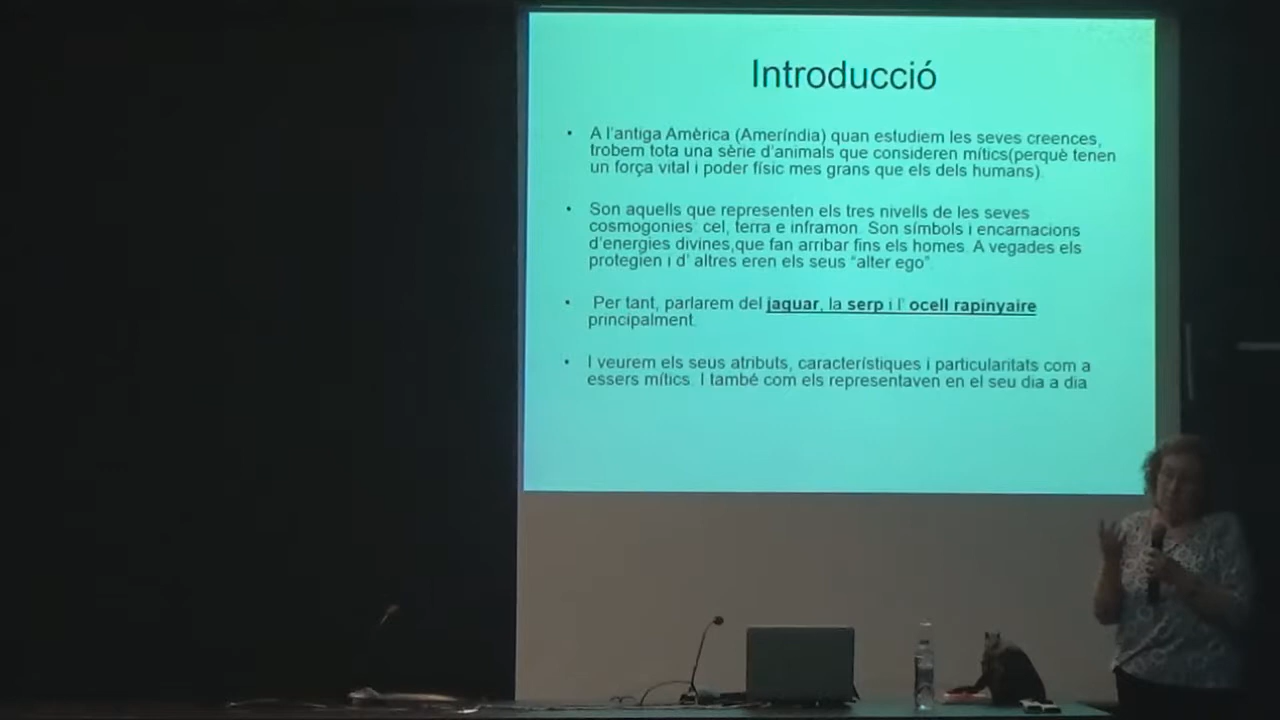 Introducció
• A l'antiga Amèrica (Ameríndia) quan estudiem les seves creences,
trobem tota una sèrie d'animals que consideren mítics(perquè tenen
un força vital i poder físic mes grans que els dels humans).
• Son aquells que representen els tres nivells de les seves
cosmogonies: cel, terra e inframon. Son símbols i encarnacions
d'energies divines,que fan arribar fins els homes. A vegades els
protegien i d' altres eren els seus "alter ego".
• Per tant, parlarem del jaquar, la serp i l' ocell rapinyaire
principalment.
• I veurem els seus atributs, característiques i particularitats com a
essers mítics. I també com els representaven en el seu dia a dia